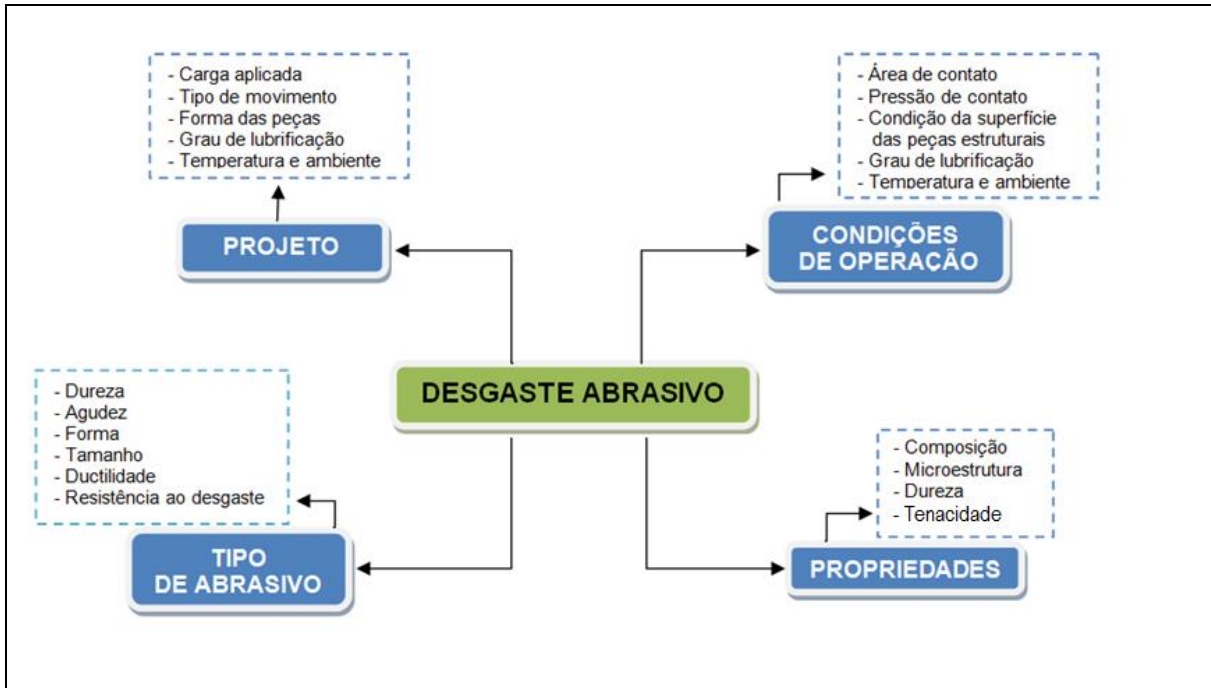 - Carga aplicada
- Tipo de movimento
- Forma das peças
- Grau de lubrificação
- Temperatura e ambiente
PROJETO
- Área de contato
- Pressão de contato
- Condição da superfície
das peças estruturais
- Grau de lubrificação
- Temperatura e ambiente
CONDIÇÕES
DE OPERAÇÃO
DESGASTE ABRASIVO
- Dureza
- Agudez
- Forma
- Tamanho
- Ductilidade
- Resistência ao desgaste
TIPO
DE ABRASIVO
- Composição
- Microestrutura
- Dureza
- Tenacidade
PROPRIEDADES